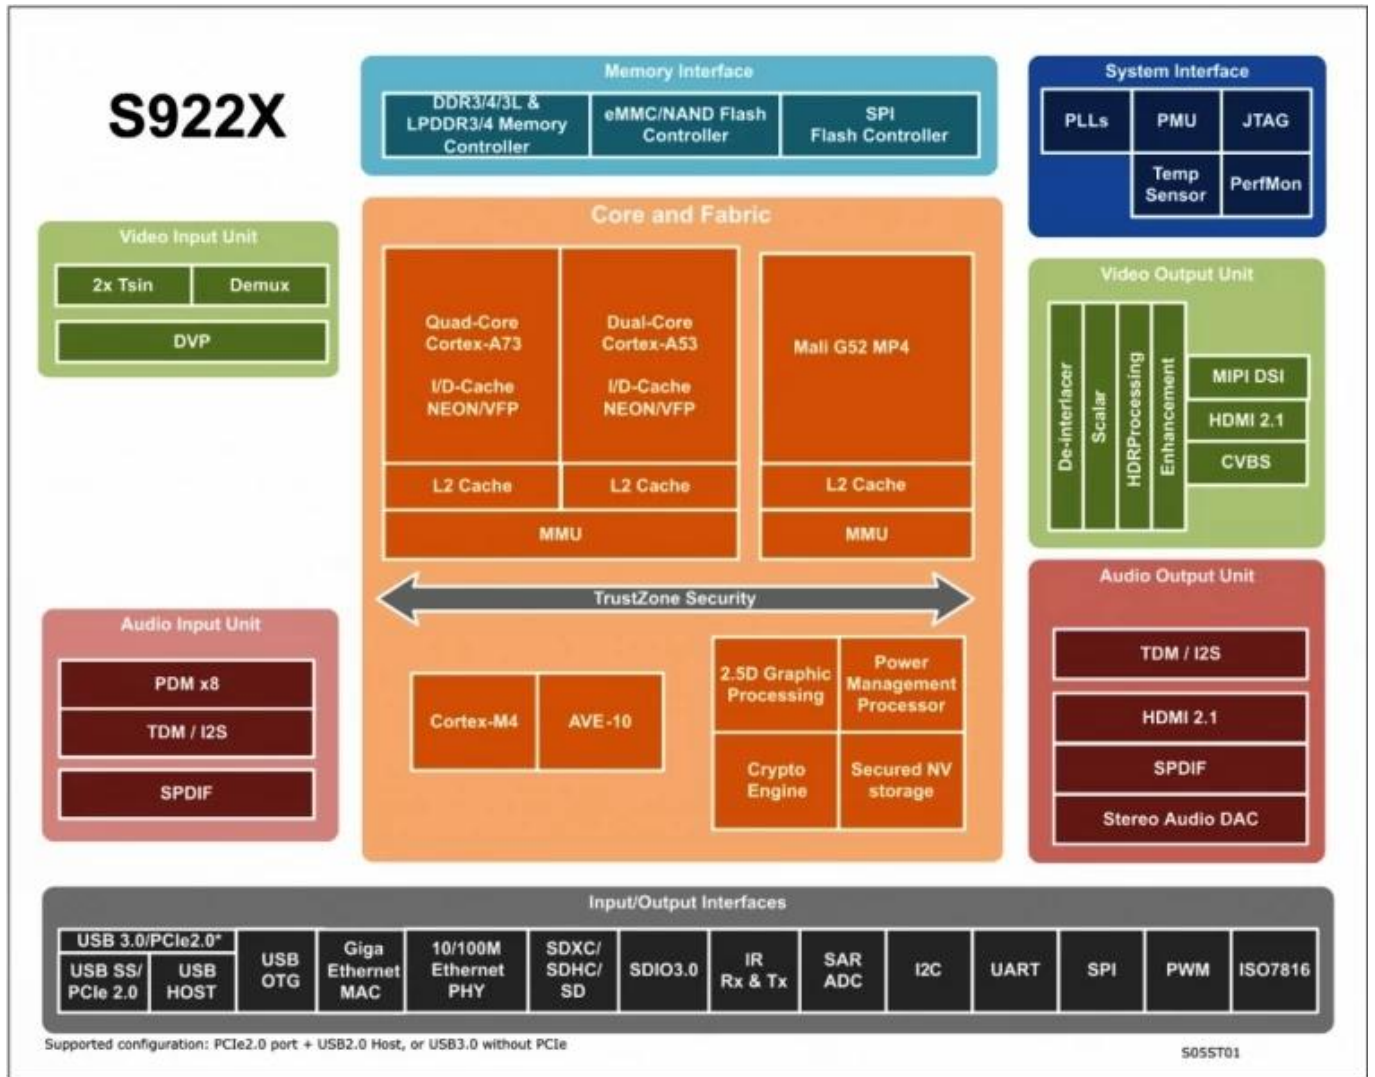 S922X
Memory Interface
DDR3/4/3L &
LPDDR3/4 Memory
Controller
eMMC/NAND Flash
Controller
SPI
Flash Controller
System Interface
PLLs
PMU
JTAG
Temp
Sensor
PerfMon
Video Input Unit
2x Tsin
Demux
DVP
Core and Fabric
Quad-Core
Cortex-A73
I/D-Cache
NEON/VFP
Dual-Core
Cortex-A53
I/D-Cache
NEON/VFP
Mali G52 MP4
L2 Cache
L2 Cache
L2 Cache
MMU
MMU
TrustZone Security
Cortex-M4
AVE-10
2.5D Graphic
Processing
Power
Management
Processor
Crypto
Engine
Secured NV
storage
Video Output Unit
De-interlacer
Scalar
HDRProcessing
Enhancement
MIPI DSI
HDMI 2.1
CVBS
Audio Input Unit
PDM x8
TDM / I2S
SPDIF
Audio Output Unit
TDM / I2S
HDMI 2.1
SPDIF
Stereo Audio DAC
Input/Output Interfaces
USB 3.0/PCIe2.0*
USB SS/
PCIe 2.0
USB
HOST
USB
OTG
Giga
Ethernet
MAC
10/100M
Ethernet
PHY
SDXC/
SDHC/
SD
SDIO3.0
IR
Rx & Tx
SAR
ADC
I2C
UART
SPI
PWM
ISO7816
Supported configuration: PCIe2.0 port + USB2.0 Host, or USB3.0 without PCIe
S05ST01